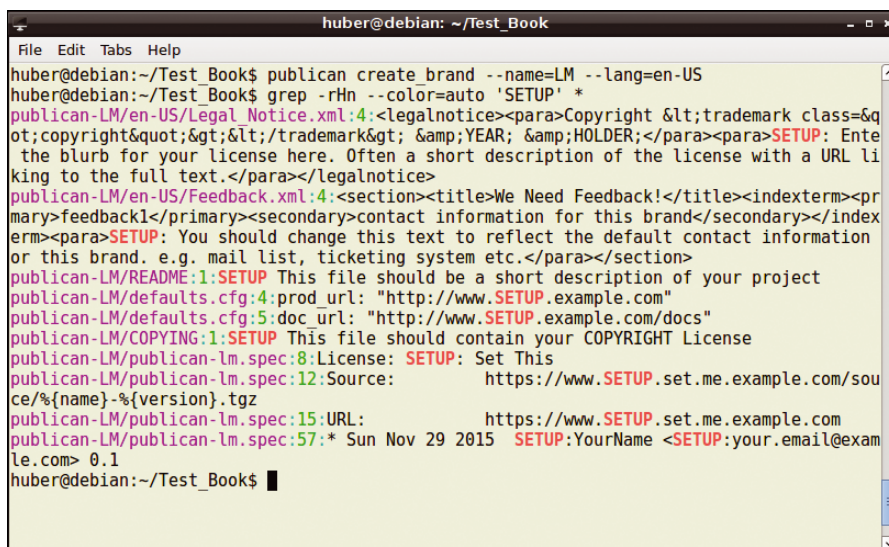 huber@debian: ~/Test_Book
File Edit Tabs Help
huber@debian:~/Test_Book$ publican create_brand --name=LM --lang=en-US
huber@debian:~/Test_Book$ grep -rHn --color=auto 'SETUP' *
publican-LM/en-US/Legal_Notice.xml:4:<legalnotice><para>Copyright &lt;trademark class=&q
ot;copyright&quot;&gt;&lt;/trademark&gt; &amp;YEAR; &amp;HOLDER;</para><para>SETUP: Ente
 the blurb for your license here. Often a short description of the license with a URL li
king to the full text.</para></legalnotice>
publican-LM/en-US/Feedback.xml:4:<section><title>We Need Feedback!</title><indexterm><pr
mary>feedback1</primary><secondary>contact information for this brand</secondary></index
erm><para>SETUP: You should change this text to reflect the default contact information
or this brand. e.g. mail list, ticketing system etc.</para></section>
publican-LM/README:1:SETUP This file should be a short description of your project
publican-LM/defaults.cfg:4:prod_url: "http://www.SETUP.example.com"
publican-LM/defaults.cfg:5:doc_url: "http://www.SETUP.example.com/docs"
publican-LM/COPYING:1:SETUP This file should contain your COPYRIGHT License
publican-LM/publican-lm.spec:8:License: SETUP: Set This
publican-LM/publican-lm.spec:12:Source:         https://www.SETUP.set.me.example.com/sou
ce/%{name}-%{version}.tgz
publican-LM/publican-lm.spec:15:URL:            https://www.SETUP.set.me.example.com
publican-LM/publican-lm.spec:57:* Sun Nov 29 2015  SETUP:YourName <SETUP:your.email@exam
le.com> 0.1
huber@debian:~/Test_Book$